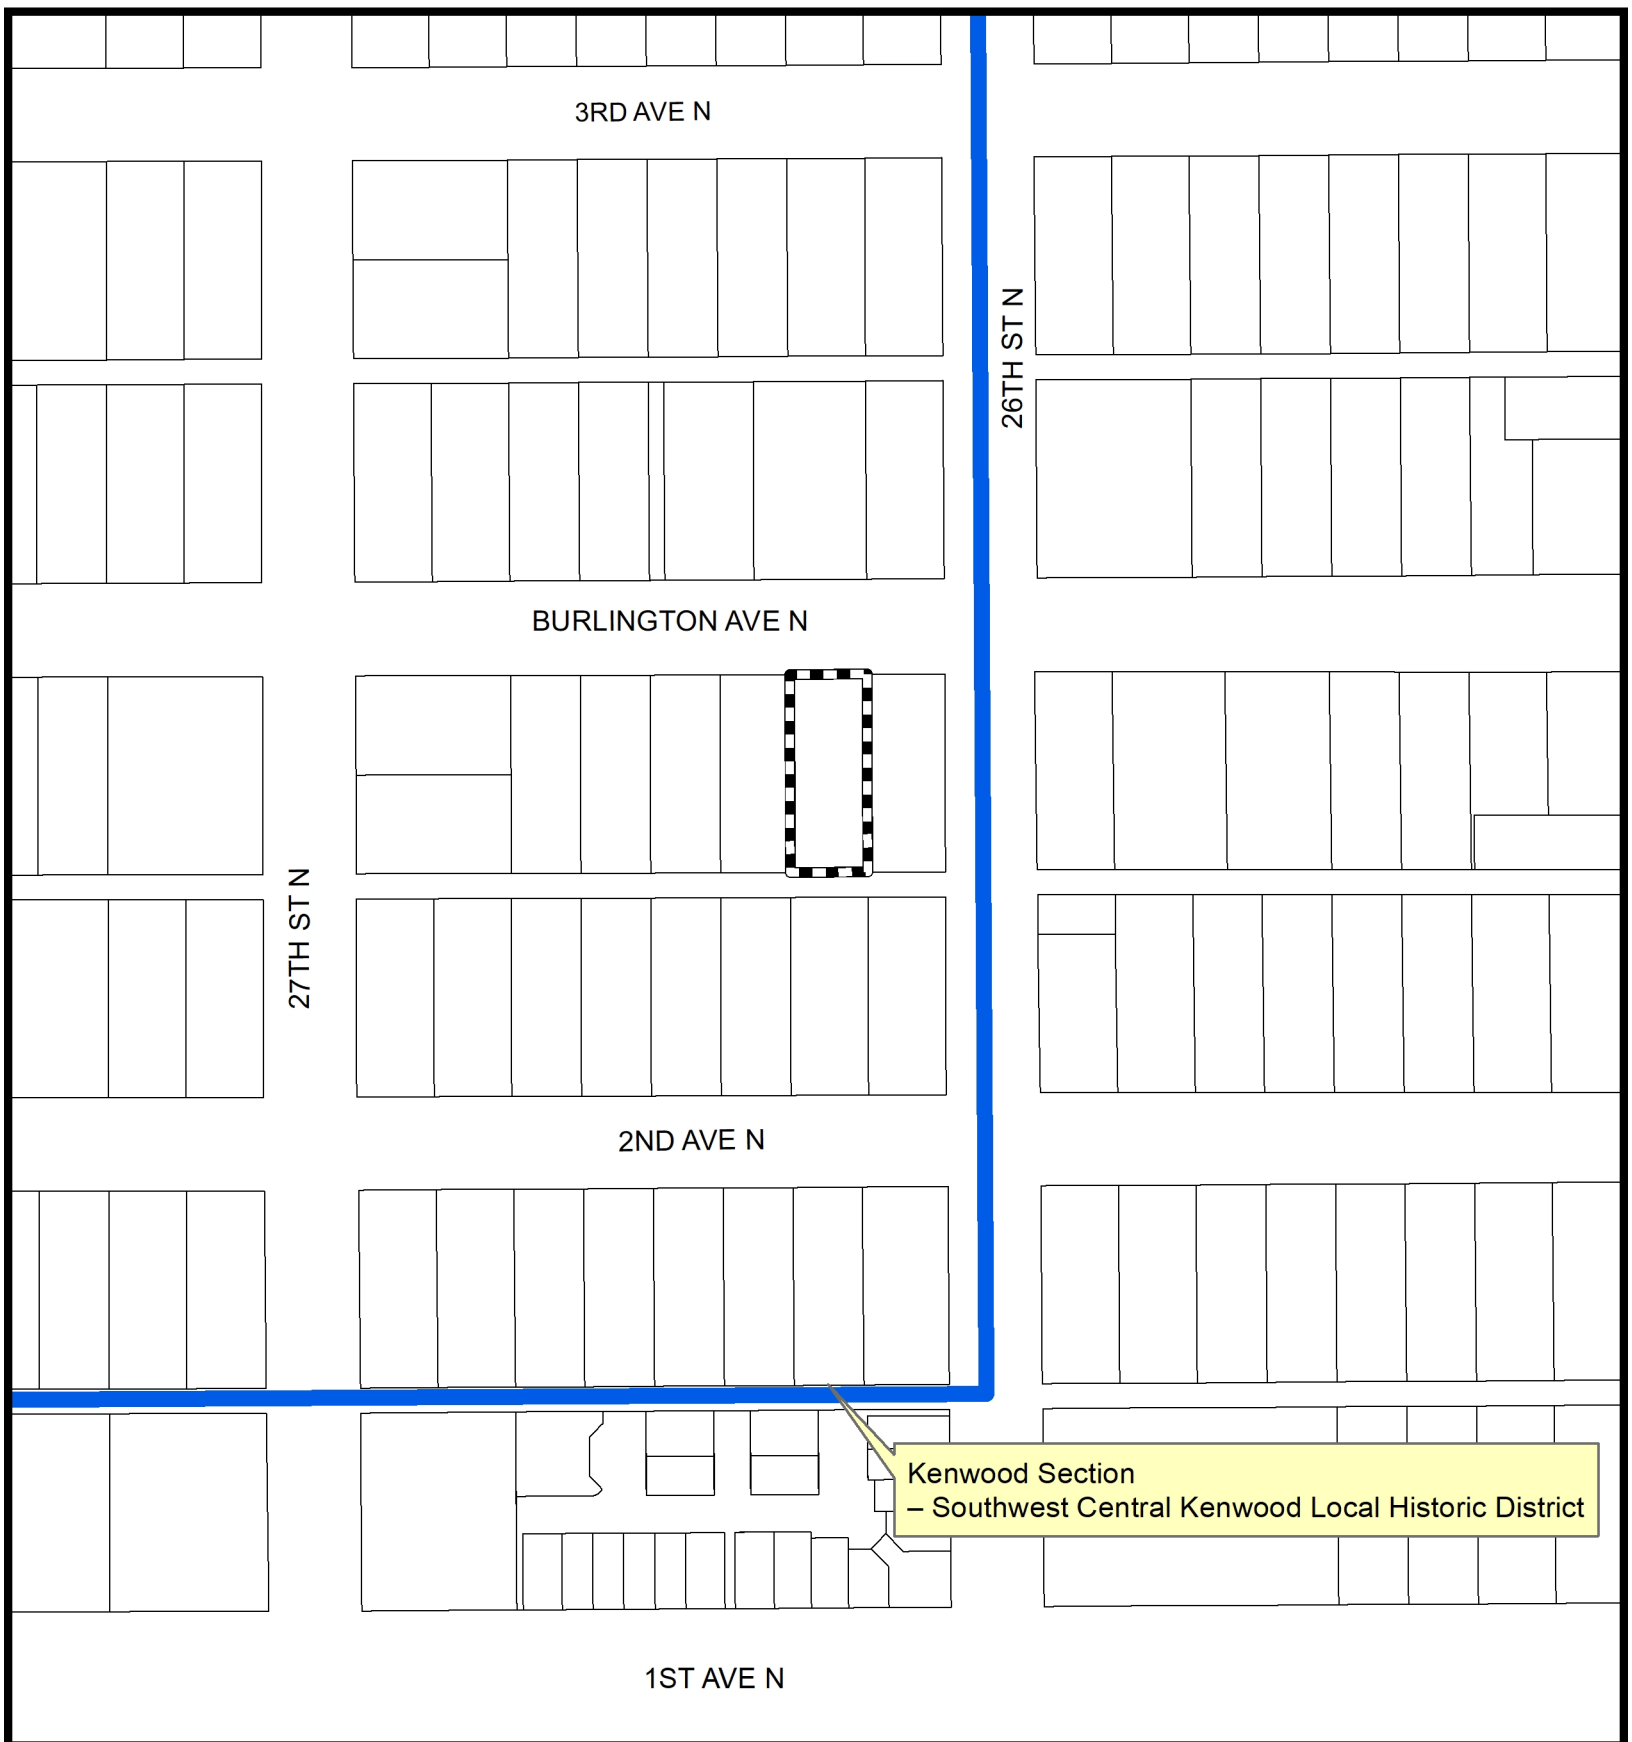 3RD AVE N
26TH ST N
BURLINGTON AVE N
27TH ST N
2ND AVE N
Kenwood Section
– Southwest Central Kenwood Local Historic District
1ST AVE N